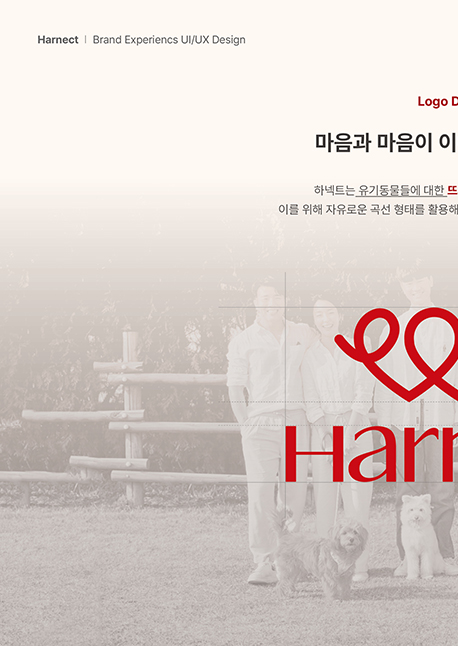 Harnect | Brand Experiencs UI/UX Design
Logo D
마음과 마음이 이
하넥트는 유기동물들에 대한 뜨
이를 위해 자유로운 곡선 형태를 활용해
Harn